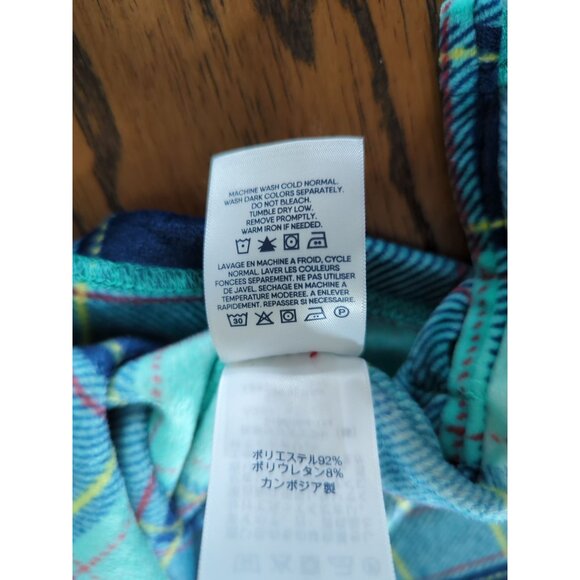 MACHINE WASH COLD NORMAL.
WASH DARK COLORS SEPARATELY.
DO NOT BLEACH.
TUMBLE DRY LOW.
REMOVE PROMPTLY.
WARM IRON IF NEEDED.
LAVAGE EN MACHINE A FROID, CYCLE
NORMAL. LAVER LES COULEURS
FONCEES SEPAREMENT. NE PAS UTILISER
DE JAVEL. SECHAGE EN MACHINE A
TEMPERATURE MODEREE. A ENLEVER
RAPIDEMENT. REPASSER SI NECESSAIRE.
30 P
ポリエステル92%
ポリウレタン8%
カンボジア製